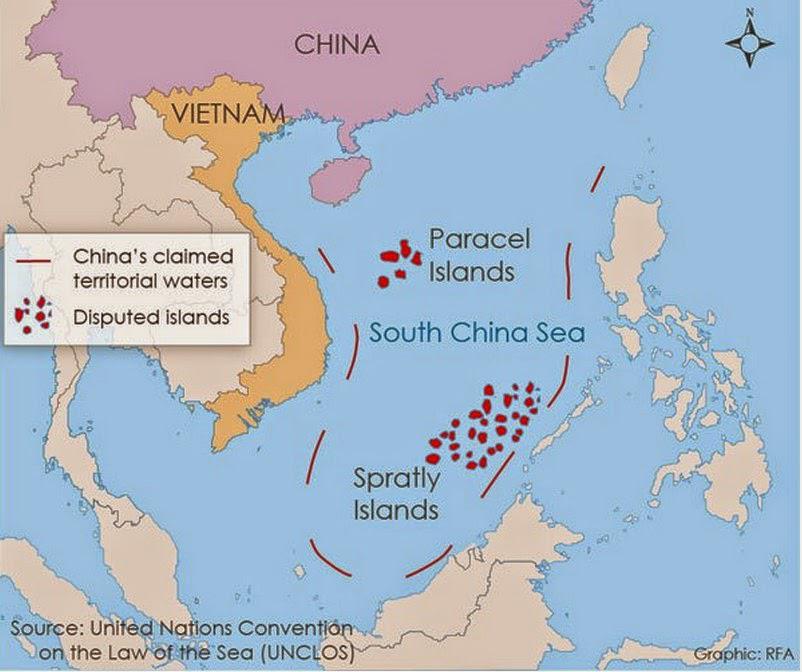 N
CHINA
VIETNAM
Paracel
Islands
China's claimed
territorial waters
Disputed islands
South China Sea
Spratly
Islands
Source: United Nations Convention
on the Law of the Sea (UNCLOS)
Graphic: RFA